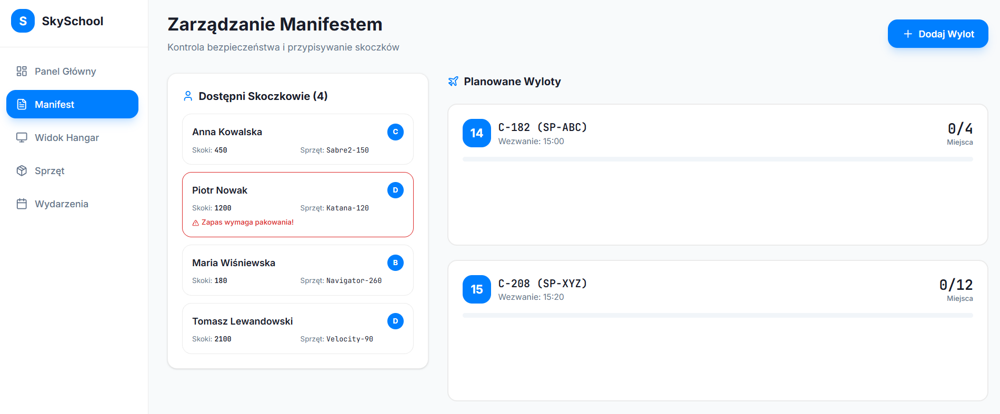 S SkySchool
Panel Główny
Manifest
Widok Hangar
Sprzęt
Wydarzenia
Zarządzanie Manifestem
Kontrola bezpieczeństwa i przypisywanie skoczków
Dodaj Wylot
Dostępni Skoczkowie (4)
Anna Kowalska C
Skoki: 450 Sprzęt: Sabre2-150
Piotr Nowak D
Skoki: 1200 Sprzęt: Katana-120
Zapas wymaga pakowania!
Maria Wiśniewska B
Skoki: 180 Sprzęt: Navigator-260
Tomasz Lewandowski D
Skoki: 2100 Sprzęt: Velocity-90
Planowane Wyloty
14 C-182 (SP-ABC) 0/4
Wezwanie: 15:00 Miejsca
15 C-208 (SP-XYZ) 0/12
Wezwanie: 15:20 Miejsca